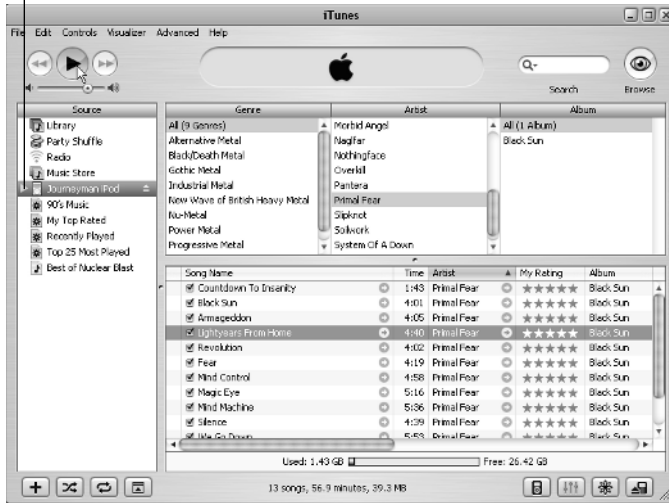 iTunes
File Edit Controls Visualizer Advanced Help
Q-
Search
Browse
Source
Library
Party Shuffle
Radio
Music Store
Journeyman iPod
90's Music
My Top Rated
Recently Played
Top 25 Most Played
Best of Nuclear Blast
Genre
All (9 Genres)
Alternative Metal
Black/Death Metal
Gothic Metal
Industrial Metal
New Wave of British Heavy Metal
Nu-Metal
Power Metal
Progressive Metal
Artist
Morbid Angel
Naglfar
Nothingface
Overkill
Pantera
Primal Fear
Slipknot
Soilwork
System Of A Down
Album
All (1 Album)
Black Sun
Song Name Time Artist My Rating Album
Countdown To Insanity 1:43 Primal Fear Black Sun
Black Sun 4:01 Primal Fear Black Sun
Armageddon 4:05 Primal Fear Black Sun
Lightyears From Home 4:40 Primal Fear Black Sun
Revolution 4:02 Primal Fear Black Sun
Fear 4:19 Primal Fear Black Sun
Mind Control 4:58 Primal Fear Black Sun
Magic Eye 5:16 Primal Fear Black Sun
Mind Machine 5:36 Primal Fear Black Sun
Silence 4:39 Primal Fear Black Sun
We Go Down 5:53 Primal Fear Black Sun
Used: 1.43 GB Free: 26.42 GB
13 songs, 56.9 minutes, 39.3 MB